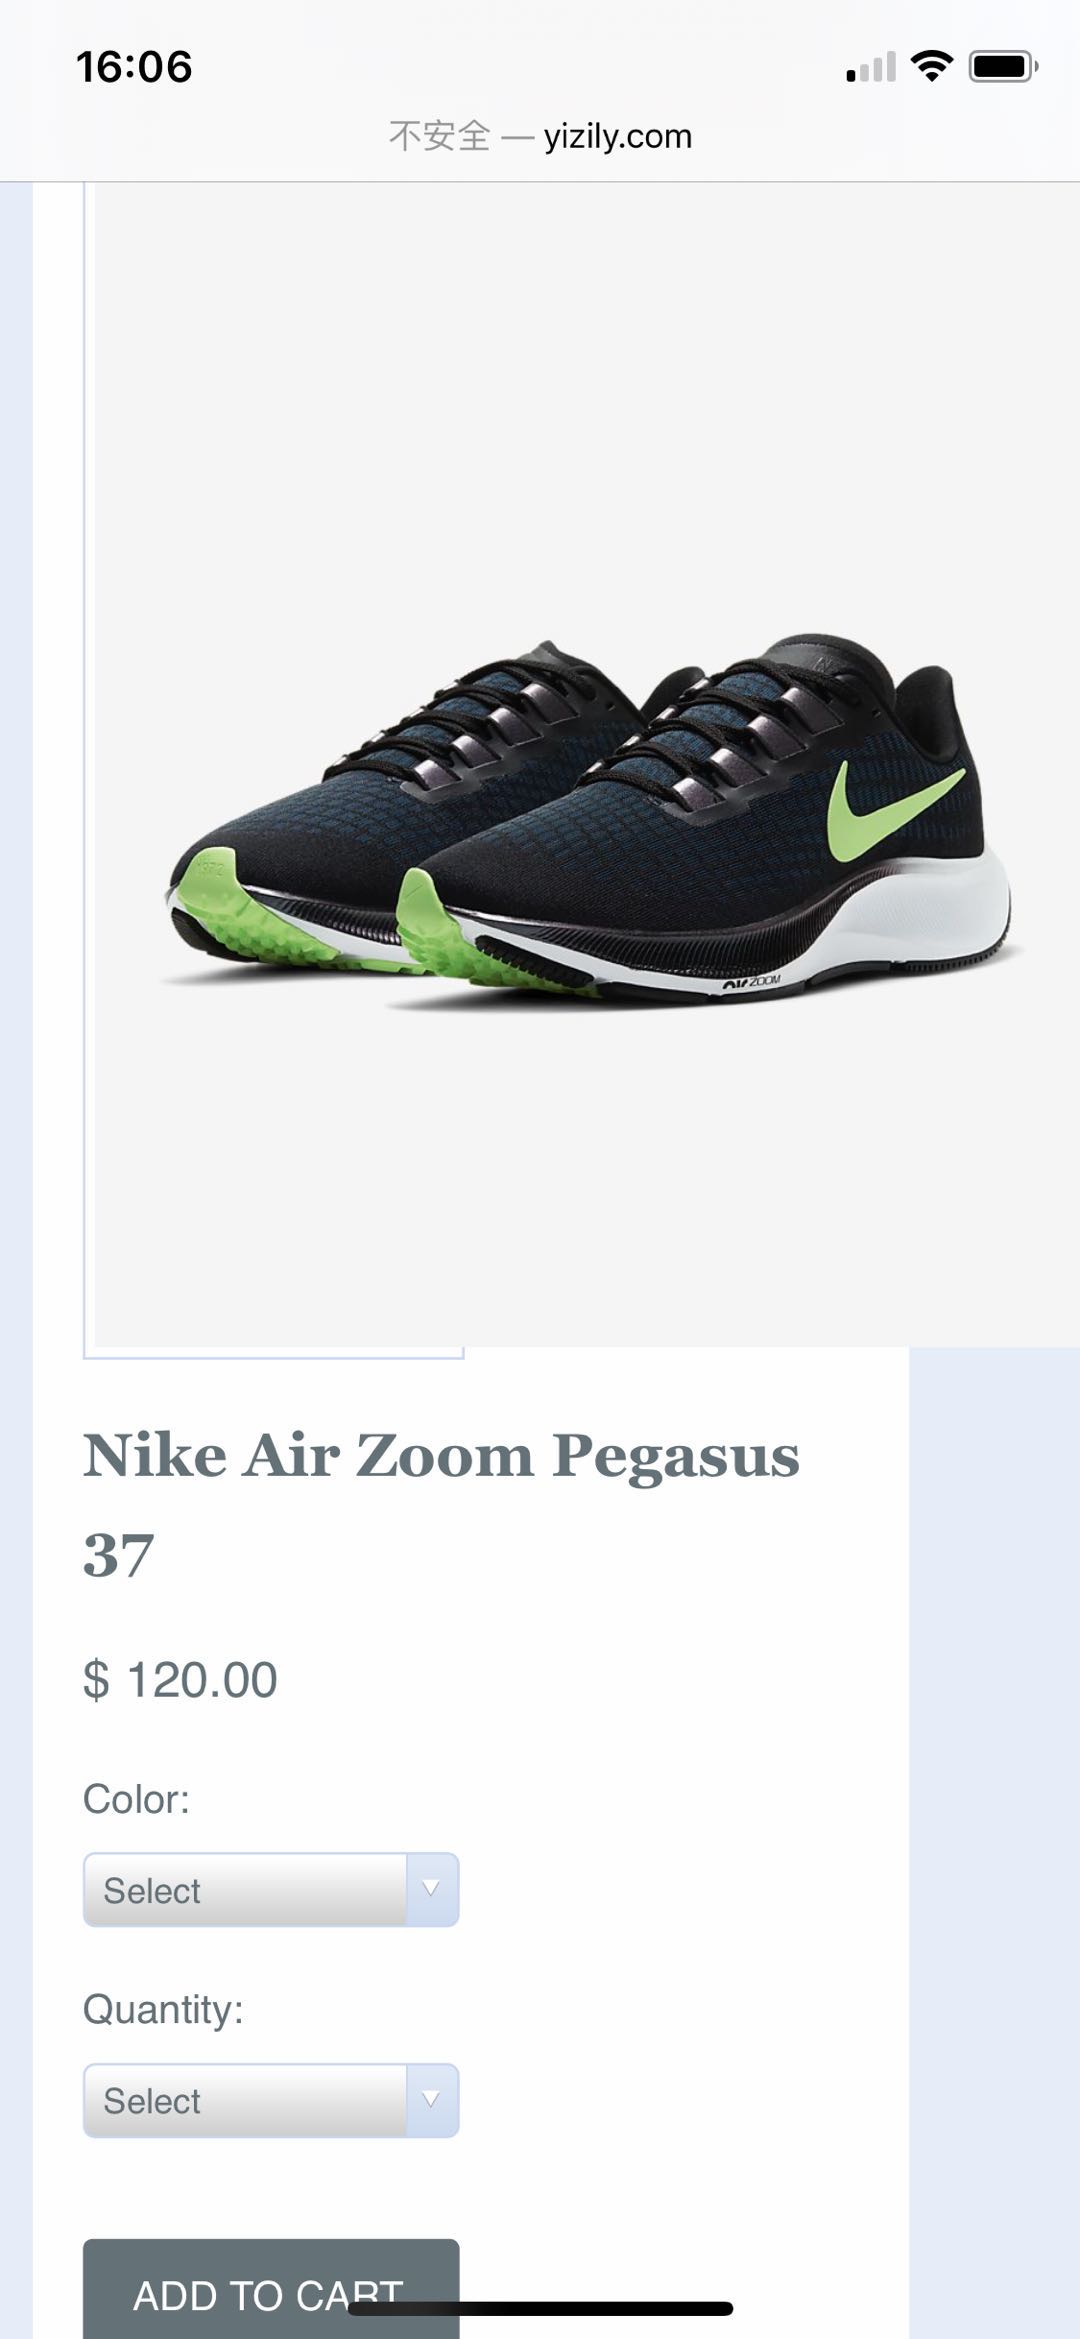 16:06
不安全 — yizily.com
1972
AIR ZOOM
Nike Air Zoom Pegasus
37
$ 120.00
Color:
Select
Quantity:
Select
ADD TO CART